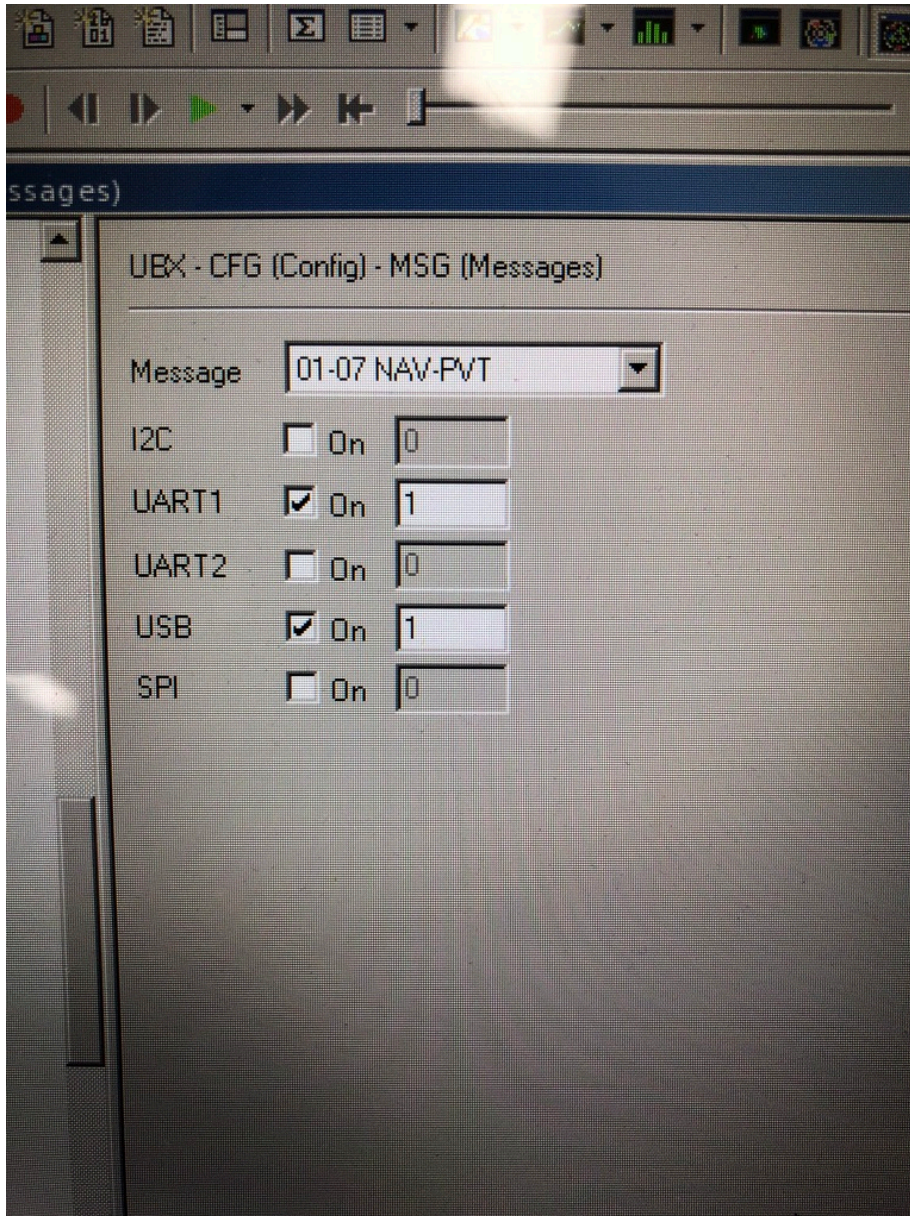 ssages)
UBX - CFG (Config) - MSG (Messages)
Message 01-07 NAV-PVT
I2C On 0
UART1 On 1
UART2 On 0
USB On 1
SPI On 0